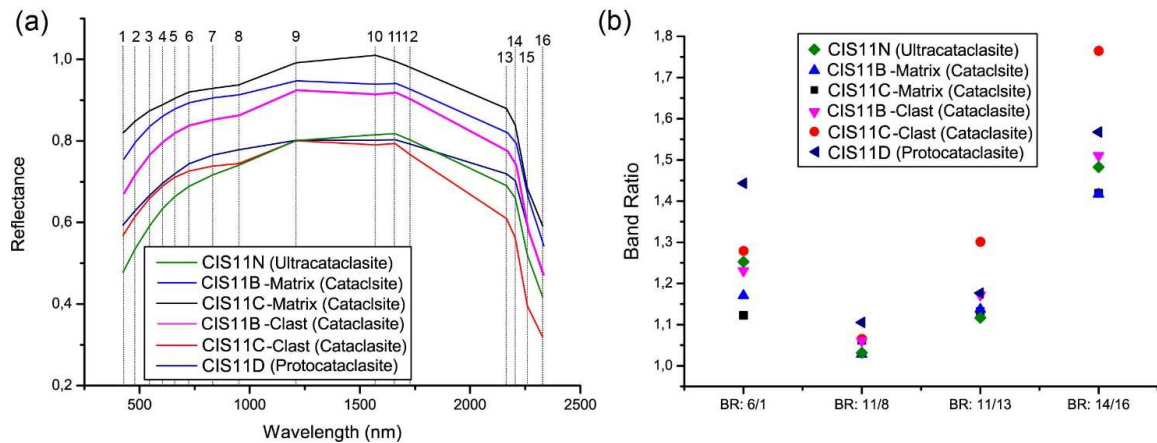 (a)
1 2 3 4 5 6 7 8 9 10 11 12 13 14 15 16
1,0
0,8
0,6
0,4
0,2
Reflectance
CIS11N (Ultracataclasite)
CIS11B -Matrix (Cataclsite)
CIS11C-Matrix (Cataclsite)
CIS11B -Clast (Cataclasite)
CIS11C-Clast (Cataclasite)
CIS11D (Protocataclasite)
500 1000 1500 2000 2500
Wavelength (nm)
(b)
1,8
1,7
1,6
1,5
1,4
1,3
1,2
1,1
1,0
Band Ratio
CIS11N (Ultracataclasite)
CIS11B -Matrix (Cataclsite)
CIS11C-Matrix (Cataclsite)
CIS11B -Clast (Cataclasite)
CIS11C-Clast (Cataclasite)
CIS11D (Protocataclasite)
BR: 6/1 BR: 11/8 BR: 11/13 BR: 14/16